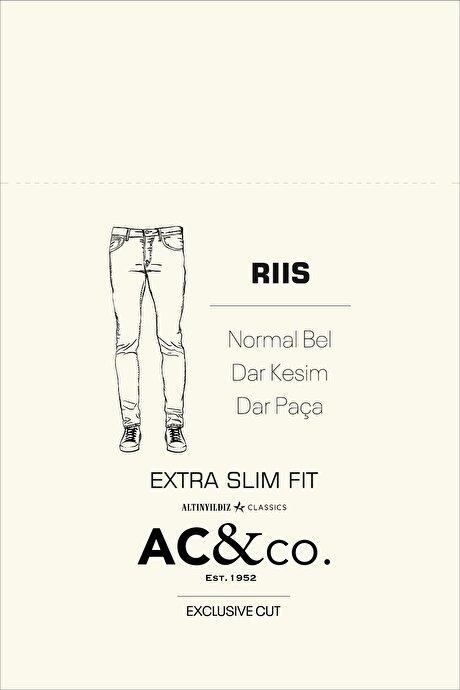 RIIS
Normal Bel
Dar Kesim
Dar Paça
EXTRA SLIM FIT
ALTINYILDIZ CLASSICS
AC&co.
EST. 1952
EXCLUSIVE CUT